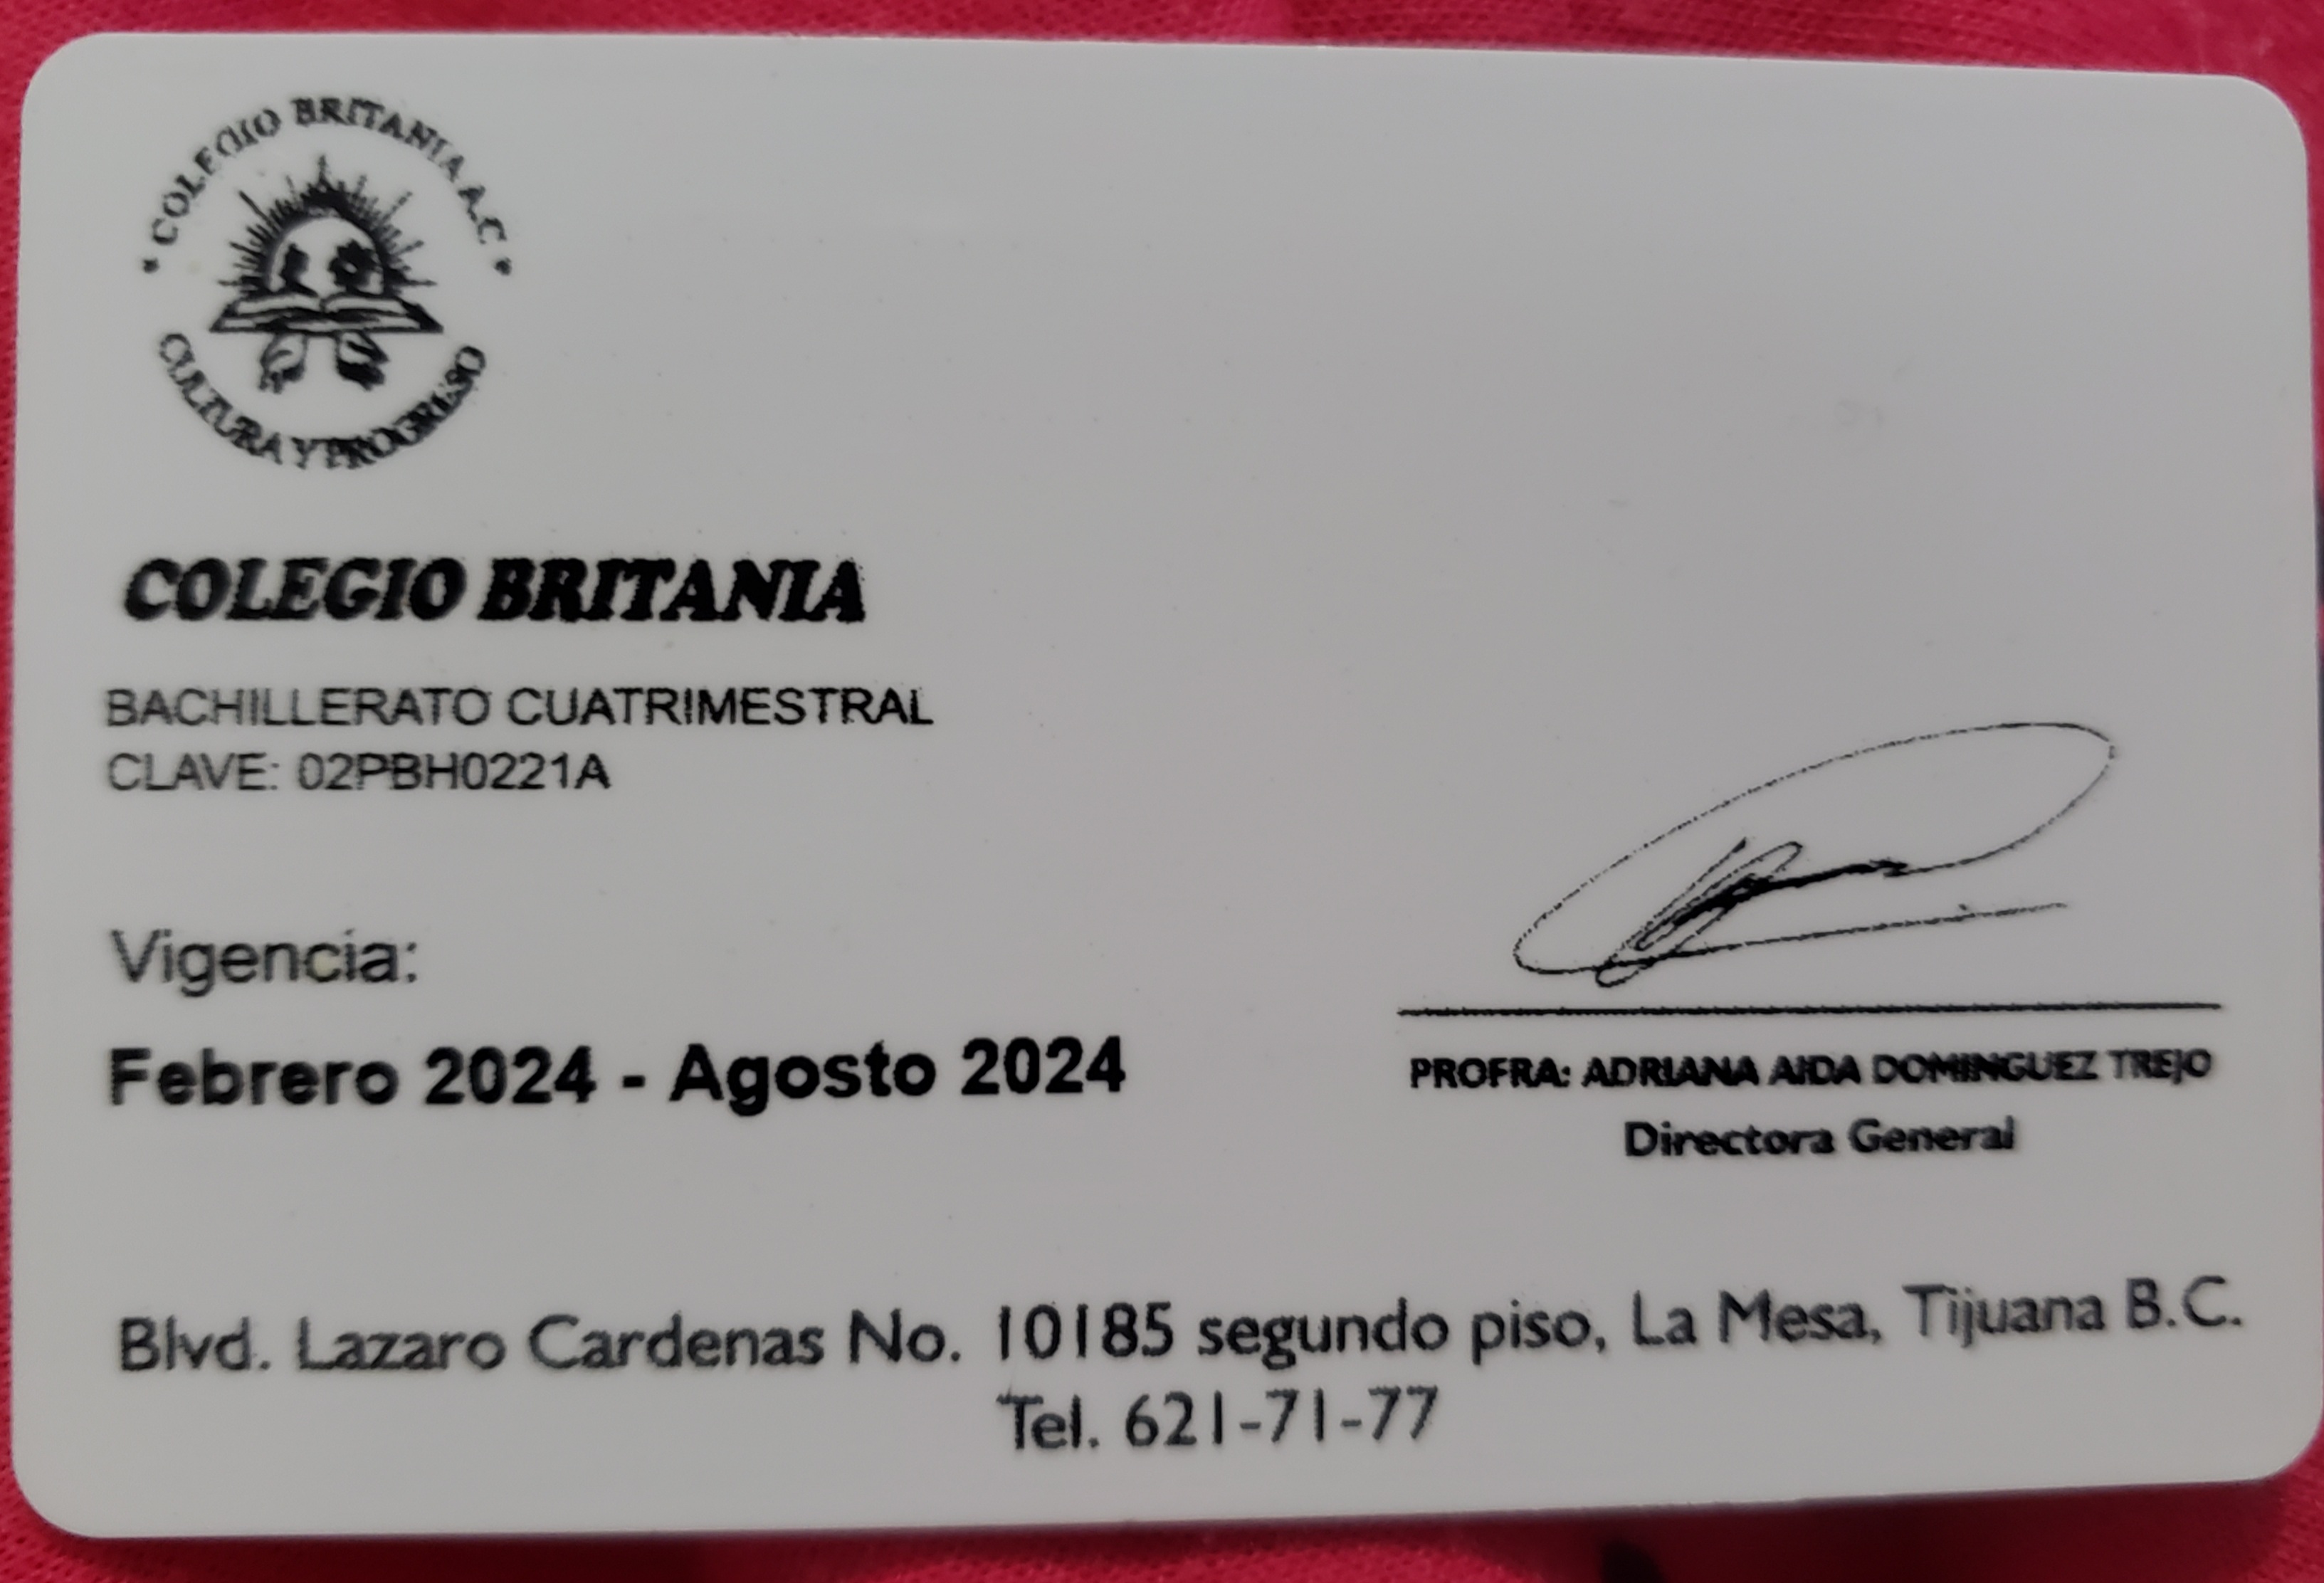 * COLEGIO BRITANIA A.C *
CULTURA Y PROGRESO
COLEGIO BRITANIA
BACHILLERATO CUATRIMESTRAL
CLAVE: 02PBH0221A
Vigencia:
Febrero 2024 - Agosto 2024
PROFRA: ADRIANA AIDA DOMINGUEZ TREJO
Directora General
Blvd. Lazaro Cardenas No. 10185 segundo piso, La Mesa, Tijuana B.C.
Tel. 621-71-77